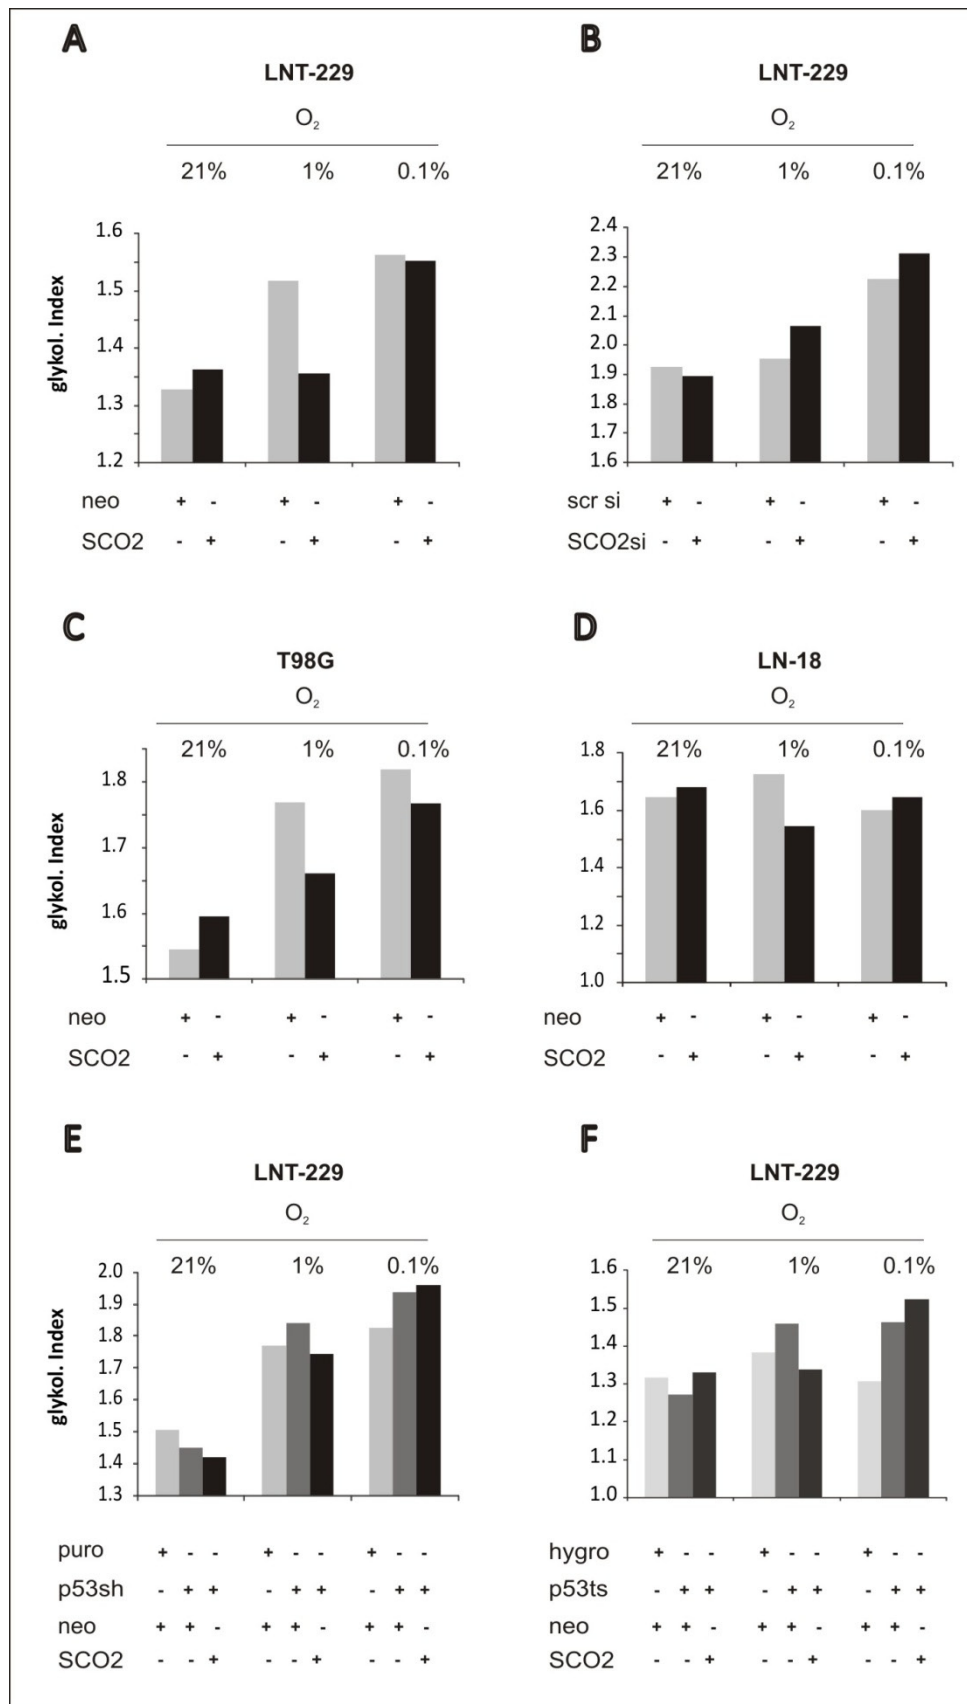 A
LNT-229
O2
21% 1% 0.1%
glykol. Index
1.6
1.5
1.4
1.3
1.2
neo + - + - + -
SCO2 - + - + - +
B
LNT-229
O2
21% 1% 0.1%
2.4
2.3
2.2
2.1
2.0
1.9
1.8
1.7
1.6
scr si + - + - + -
SCO2si - + - + - +
C
T98G
O2
21% 1% 0.1%
glykol. Index
1.8
1.7
1.6
1.5
neo + - + - + -
SCO2 - + - + - +
D
LN-18
O2
21% 1% 0.1%
1.8
1.6
1.4
1.2
1.0
neo + - + - + -
SCO2 - + - + - +
E
LNT-229
O2
21% 1% 0.1%
glykol. Index
2.0
1.9
1.8
1.7
1.6
1.5
1.4
1.3
puro + - - + - - + - -
p53sh - + + - + + - + +
neo + + - + + - + + -
SCO2 - - + - - + - - +
F
LNT-229
O2
21% 1% 0.1%
1.6
1.5
1.4
1.3
1.2
1.1
1.0
hygro + - - + - - + - -
p53ts - + + - + + - + +
neo + + - + + - + + -
SCO2 - - + - - + - - +